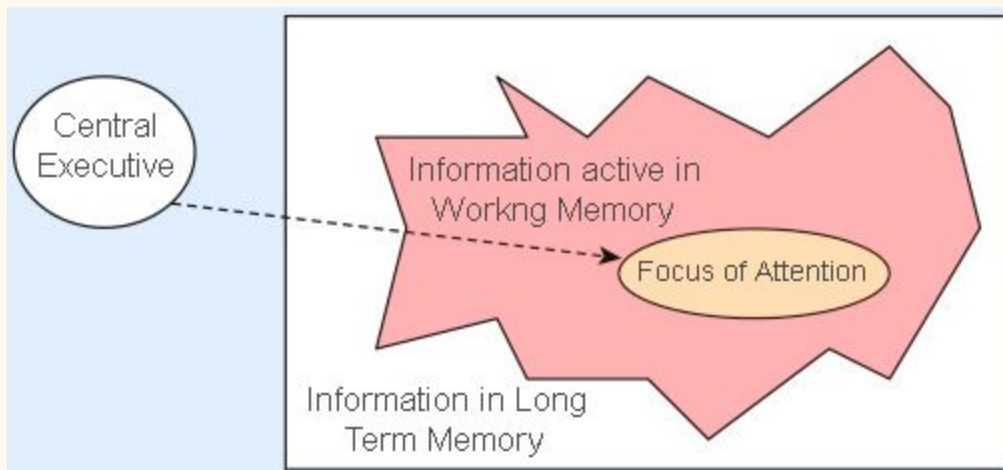 Central
Executive
Information active in
Workng Memory
Focus of Attention
Information in Long
Term Memory